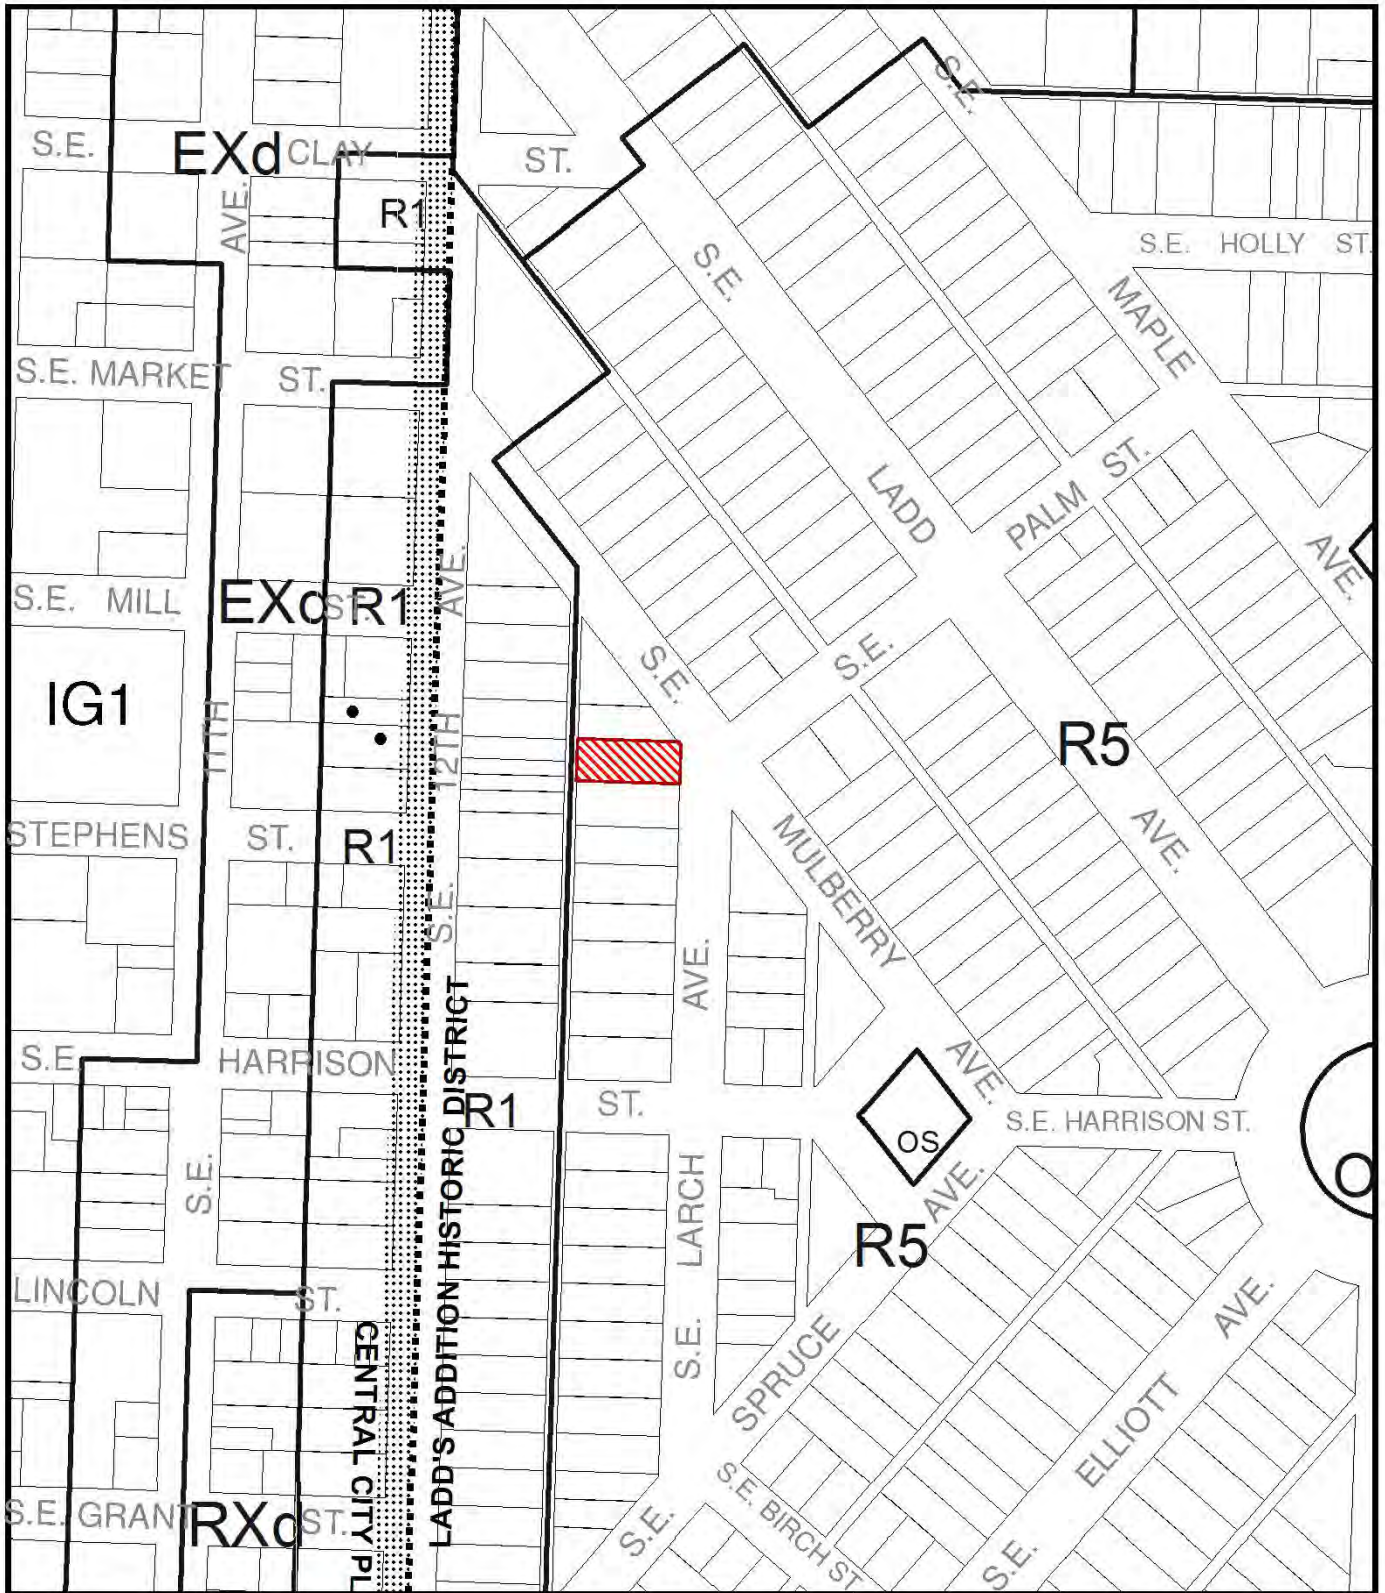 S.E.
S.E.
EXd
CLAY
ST.
AVE.
R1
S.E. HOLLY ST.
S.E.
MAPLE
S.E. MARKET ST.
LADD
PALM ST.
AVE.
AVE.
S.E. MILL
EXd
ST.
R1
S.E.
S.E.
IG1
11TH
12TH
R5
STEPHENS ST.
R1
MULBERRY
AVE.
S.E.
AVE.
LADD'S ADDITION HISTORIC DISTRICT
S.E.
HARRISON
AVE.
R1
ST.
S.E. HARRISON ST.
OS
O
S.E.
LARCH
AVE.
R5
LINCOLN
ST.
S.E.
AVE.
CENTRAL CITY PL
SPRUCE
ELLIOTT
S.E. BIRCH ST
S.E. GRANT
RXd
ST.
S.E.
S.E.